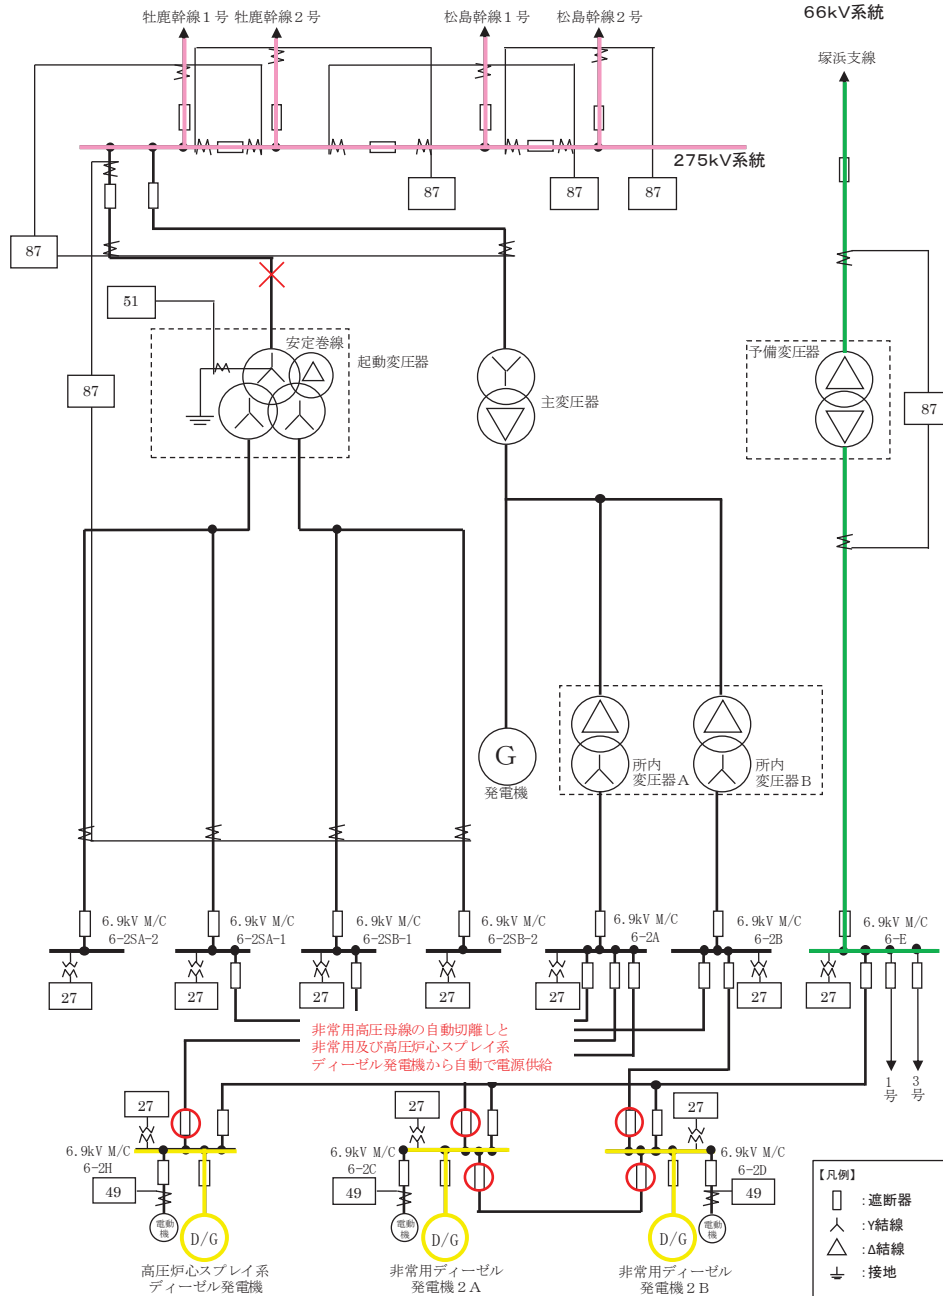 66kV系統
牡鹿幹線１号
牡鹿幹線２号
松島幹線１号
松島幹線２号
塚浜支線
275kV系統
87
87
87
87
51
安定巻線
起動変圧器
予備変圧器
87
主変圧器
87
G
発電機
所内
変圧器Ａ
所内
変圧器Ｂ
6.9kV M/C
6-2SA-2
6.9kV M/C
6-2SA-1
6.9kV M/C
6-2SB-1
6.9kV M/C
6-2SB-2
6.9kV M/C
6-2A
6.9kV M/C
6-2B
6.9kV M/C
6-E
27
27
27
27
27
27
27
非常用高圧母線の自動切離しと
非常用及び高圧炉心スプレイ系
ディーゼル発電機から自動で電源供給
1号
3号
27
27
27
6.9kV M/C
6-2H
6.9kV M/C
6-2C
6.9kV M/C
6-2D
49
49
49
電動機
D/G
電動機
D/G
D/G
電動機
高圧炉心スプレイ系
ディーゼル発電機
非常用ディーゼル
発電機２Ａ
非常用ディーゼル
発電機２Ｂ
【凡例】
:遮断器
:Y結線
:Δ結線
:接地